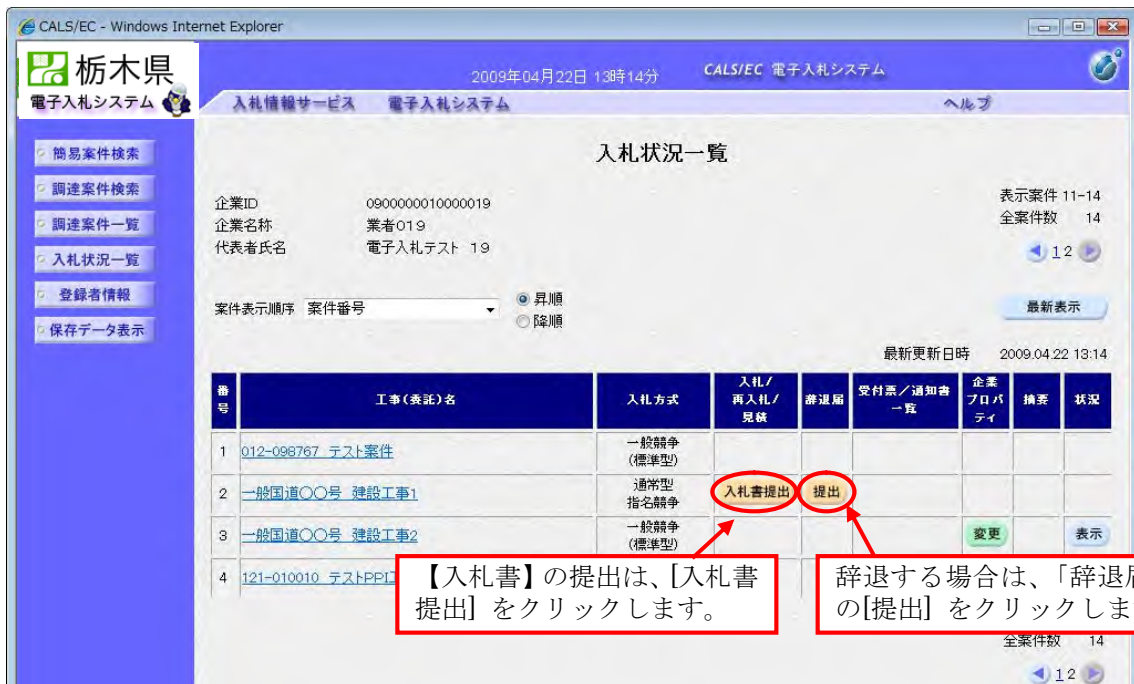 CALS/EC - Windows Internet Explorer
栃木県
電子入札システム
2009年04月22日 13時14分
CALS/EC 電子入札システム
入札情報サービス 電子入札システム ヘルプ
簡易案件検索
調達案件検索
調達案件一覧
入札状況一覧
登録者情報
保存データ表示
入札状況一覧
企業ID 0900000010000019
企業名称 業者019
代表者氏名 電子入札テスト 19
表示案件 11-14
全案件数 14
1 2
案件表示順序 案件番号
昇順
降順
最新表示
最新更新日時 2009.04.22 13:14
番号 工事(委託)名 入札方式 入札/再入札/見積 辞退届 受付票/通知書一覧 企業プロパティ 摘要 状況
1 012-098767 テスト案件 一般競争(標準型)
2 一般国道〇〇号 建設工事1 通常型指名競争 入札書提出 提出
3 一般国道〇〇号 建設工事2 一般競争(標準型) 変更 表示
4 121-010010 テストPPI
【入札書】の提出は、[入札書
提出] をクリックします。
辞退する場合は、「辞退届
の[提出] をクリックしま
全案件数 14
1 2